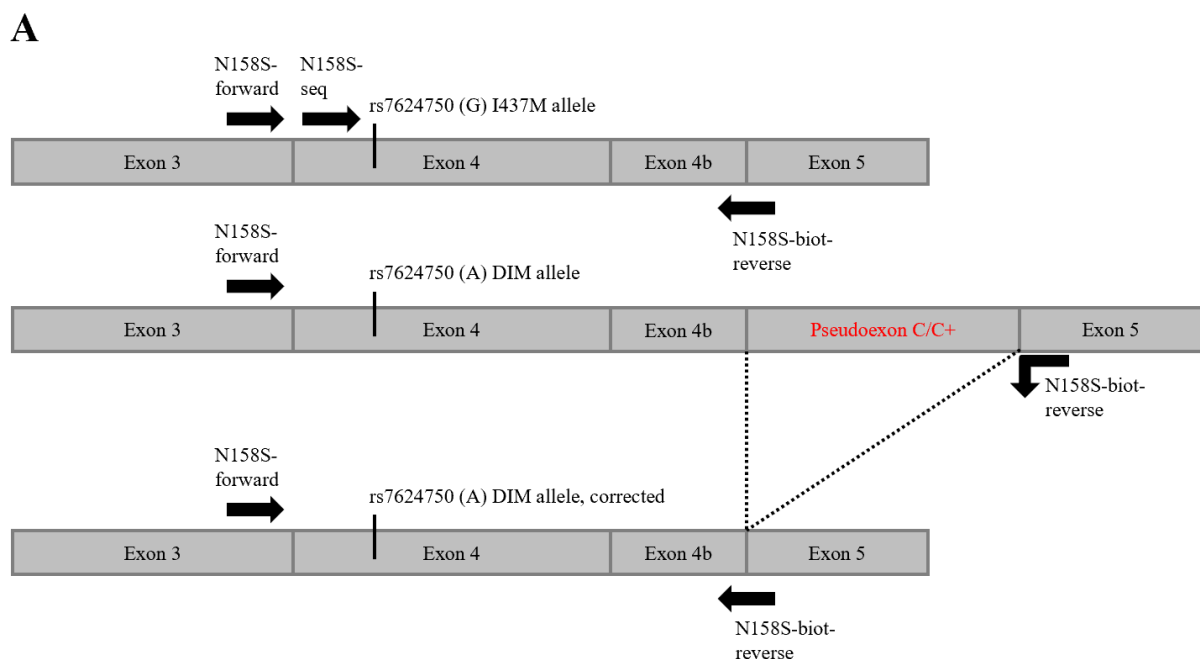 A
N158S-
forward
N158S-
seq
rs7624750 (G) I437M allele
Exon 3
Exon 4
Exon 4b
Exon 5
N158S-biot-
reverse
N158S-
forward
rs7624750 (A) DIM allele
Exon 3
Exon 4
Exon 4b
Pseudoexon C/C+
Exon 5
N158S-biot-
reverse
N158S-
forward
rs7624750 (A) DIM allele, corrected
Exon 3
Exon 4
Exon 4b
Exon 5
N158S-biot-
reverse